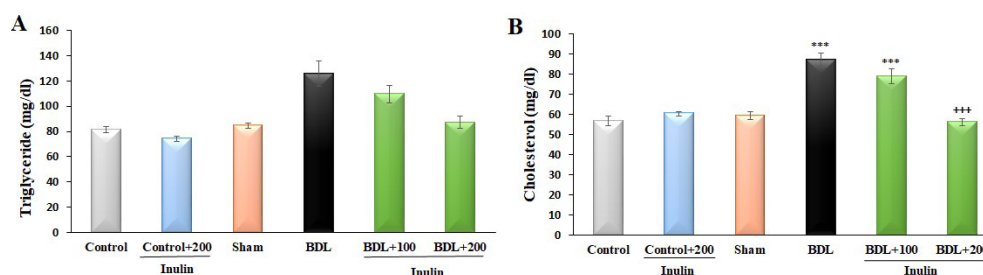 A
Triglyceride (mg/dl)
160
140
120
100
80
60
40
20
0
Control
Control+200
Sham
BDL
BDL+100
BDL+200
Inulin
Inulin
B
Cholesterol (mg/dl)
100
90
80
70
60
50
40
30
20
10
0
***
***
+++
Control
Control+200
Sham
BDL
BDL+100
BDL+200
Inulin
Inulin